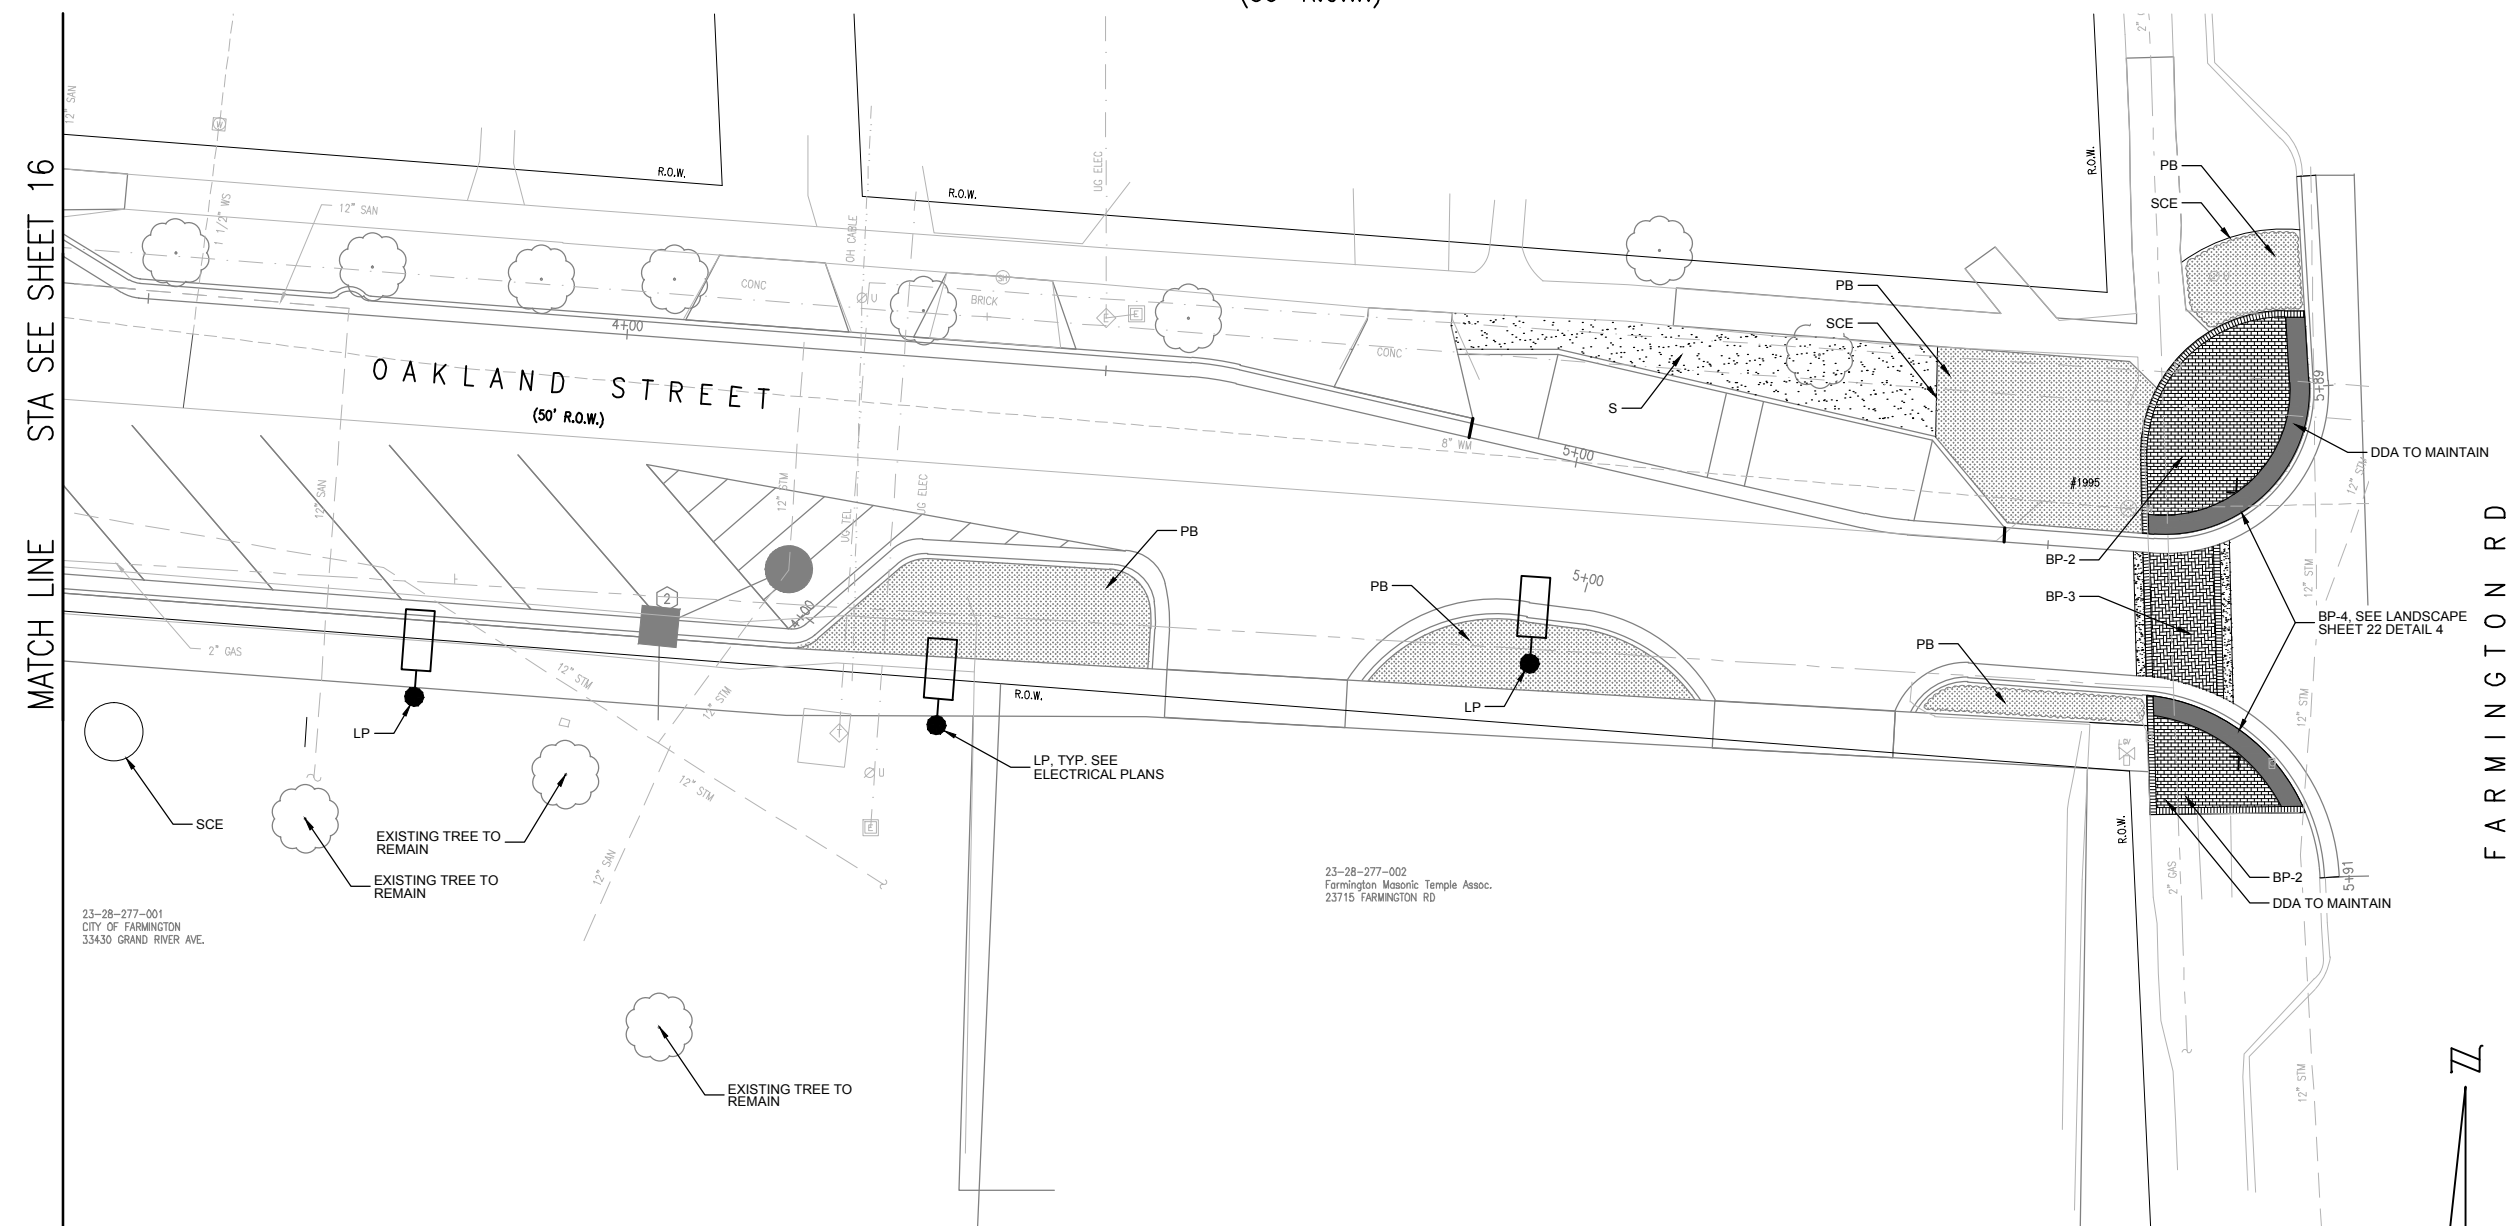 MATCH LINE STA SEE SHEET 16
12" SAN
1 1/2" WS
12" SAN
R.O.W.
R.O.W.
R.O.W.
OH CABLE
UG ELEC
CONC
BRICK
CONC
4+00
OAKLAND STREET
(50' R.O.W.)
8" WM
5+00
S
PB
SCE
PB
SCE
#1995
5+89
DDA TO MAINTAIN
12" STM
FARMINGTON RD
BP-2
BP-3
BP-4, SEE LANDSCAPE
SHEET 22 DETAIL 4
12" STM
12" STM
12" STM
12" SAN
12" STM
UG TEL
UG ELEC
2
4+00
PB
PB
5+00
PB
LP
2" GAS
12" STM
12" STM
12" STM
12" SAN
R.O.W.
R.O.W.
LP
LP, TYP. SEE
ELECTRICAL PLANS
SCE
EXISTING TREE TO
REMAIN
EXISTING TREE TO
REMAIN
EXISTING TREE TO
REMAIN
U
U
E
E
23-28-277-001
CITY OF FARMINGTON
33430 GRAND RIVER AVE.
23-28-277-002
Farmington Masonic Temple Assoc.
23715 FARMINGTON RD
BP-2
DDA TO MAINTAIN
2" GAS
5+91